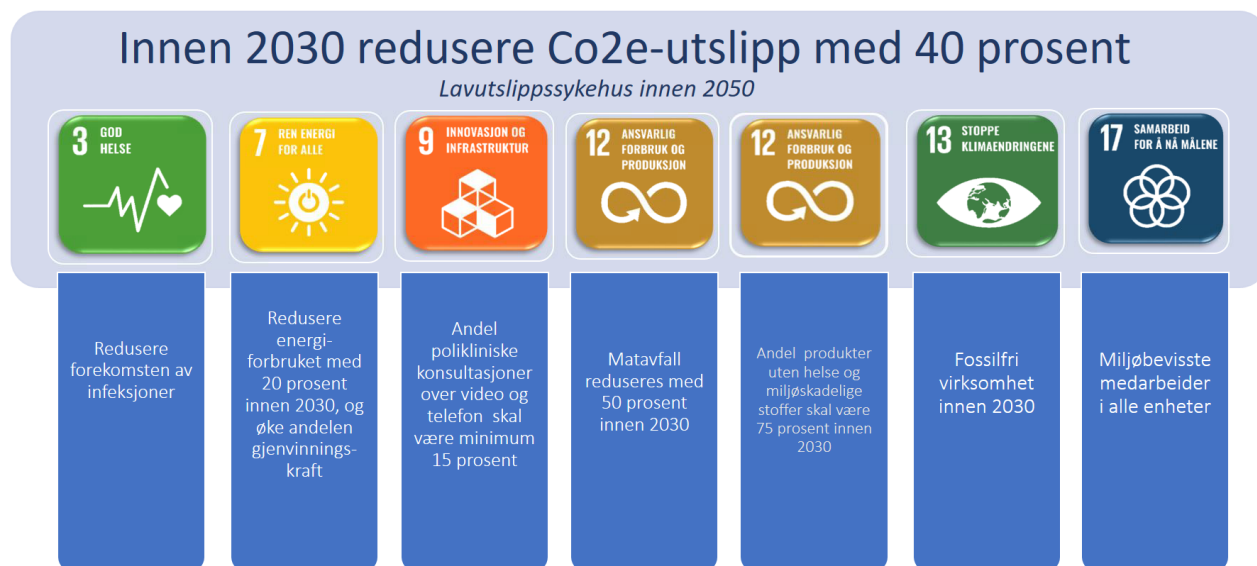 Innen 2030 redusere Co2e-utslipp med 40 prosent
Lavutslippssykehus innen 2050
3 GOD
HELSE
7 REN ENERGI
FOR ALLE
9 INNOVASJON OG
INFRASTRUKTUR
12 ANSVARLIG
FORBRUK OG
PRODUKSJON
12 ANSVARLIG
FORBRUK OG
PRODUKSJON
13 STOPPE
KLIMAENDRINGENE
17 SAMARBEID
FOR Å NÅ MÅLENE
Redusere
forekomsten av
infeksjoner
Redusere
energi-
forbruket med
20 prosent
innen 2030, og
øke andelen
gjenvinnings-
kraft
Andel
polikliniske
konsultasjoner
over video og
telefon skal
være minimum
15 prosent
Matavfall
reduseres med
50 prosent
innen 2030
Andel produkter
uten helse og
miljøskadelige
stoffer skal være
75 prosent innen
2030
Fossilfri
virksomhet
innen 2030
Miljøbevisste
medarbeider
i alle enheter